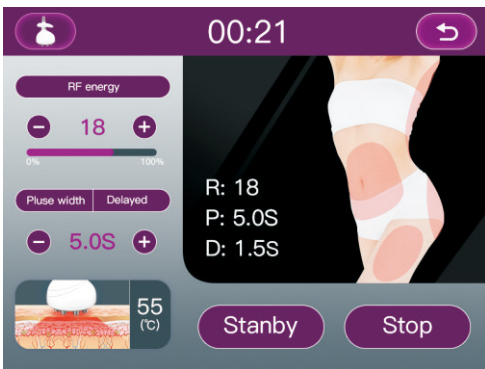 00:21
RF energy
18
0% 100%
Pluse width Delayed
5.0S
55
(℃)
R: 18
P: 5.0S
D: 1.5S
Stanby Stop